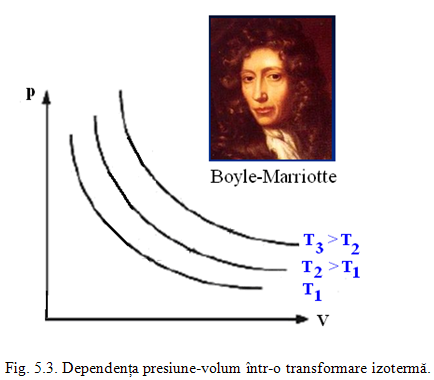 P
Boyle-Marriotte
T3 >T2
T2 >T1
T1
V
Fig. 5.3. Dependența presiune-volum într-o transformare izotermă.